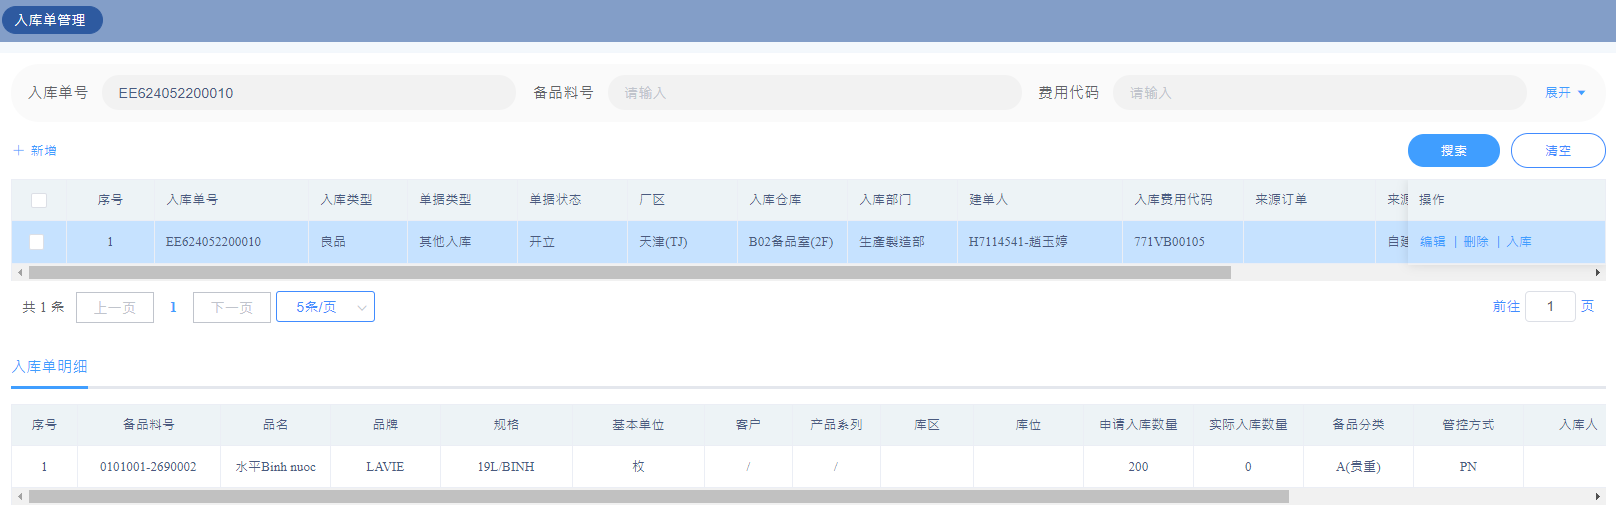 入库单管理
入库单号 EE624052200010 备品料号 请输入 费用代码 请输入 展开
新增 搜索 清空
序号 入库单号 入库类型 单据类型 单据状态 厂区 入库仓库 入库部门 建单人 入库费用代码 来源订单 来源 操作
1 EE624052200010 良品 其他入库 开立 天津(TJ) B02备品室(2F) 生產製造部 H7114541-趙玉婷 771VB00105 自建 编辑 | 删除 | 入库
共 1 条 上一页 1 下一页 5条/页 前往 1 页
入库单明细
序号 备品料号 品名 品牌 规格 基本单位 客户 产品系列 库区 库位 申请入库数量 实际入库数量 备品分类 管控方式 入库人
1 0101001-2690002 水平Binh nuoc LAVIE 19L/BINH 枚 / / 200 0 A(贵重) PN